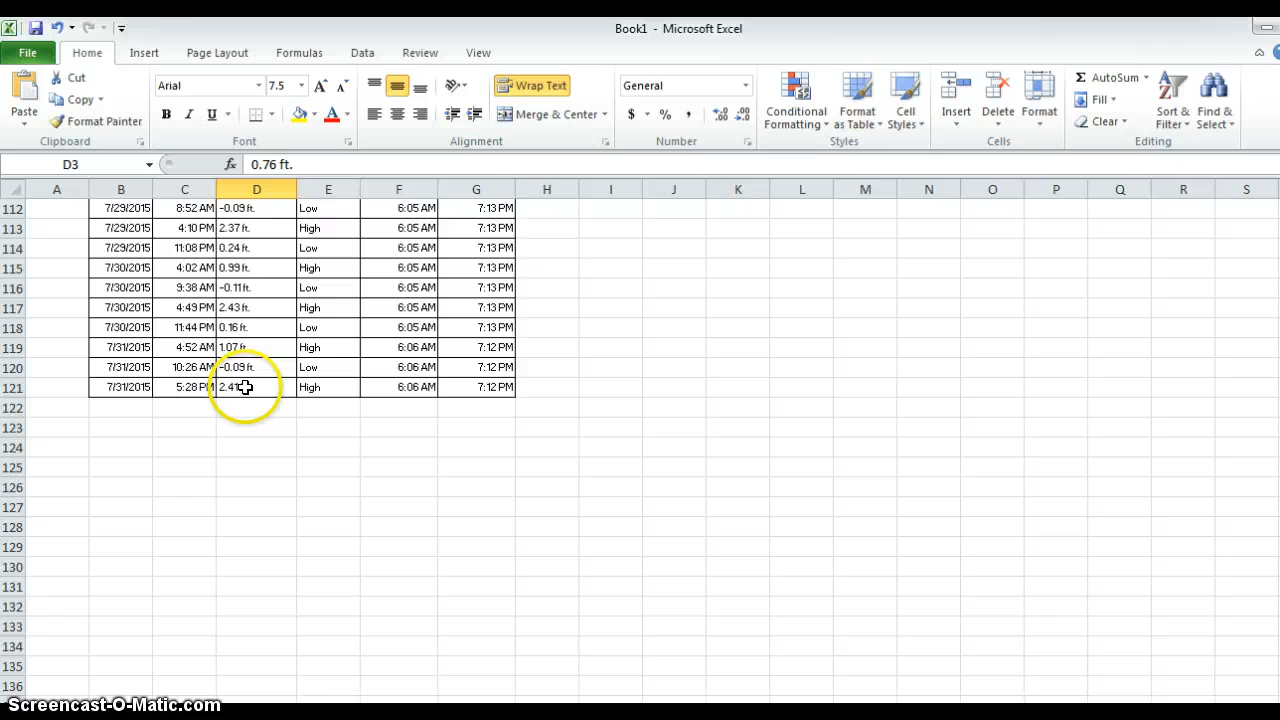 Book1 - Microsoft Excel
File Home Insert Page Layout Formulas Data Review View
Paste Cut Copy Format Painter Clipboard
Arial 7.5 B I U A Font
Wrap Text Merge & Center Alignment
General $ % , Number
Conditional Formatting Format as Table Cell Styles Styles
Insert Delete Format Cells
Σ AutoSum Fill Clear Sort & Filter Find & Select Editing
D3 fx 0.76 ft.
A B C D E F G H I J K L M N O P Q R S
112 7/29/2015 8:52 AM -0.09 ft. Low 6:05 AM 7:13 PM
113 7/29/2015 4:10 PM 2.37 ft. High 6:05 AM 7:13 PM
114 7/29/2015 11:08 PM 0.24 ft. Low 6:05 AM 7:13 PM
115 7/30/2015 4:02 AM 0.99 ft. High 6:05 AM 7:13 PM
116 7/30/2015 9:38 AM -0.11 ft. Low 6:05 AM 7:13 PM
117 7/30/2015 4:49 PM 2.43 ft. High 6:05 AM 7:13 PM
118 7/30/2015 11:44 PM 0.16 ft. Low 6:05 AM 7:13 PM
119 7/31/2015 4:52 AM 1.07 ft. High 6:06 AM 7:12 PM
120 7/31/2015 10:26 AM -0.09 ft. Low 6:06 AM 7:12 PM
121 7/31/2015 5:28 PM 2.41 High 6:06 AM 7:12 PM
122
123
124
125
126
127
128
129
130
131
132
133
134
135
136
Screencast-O-Matic.com